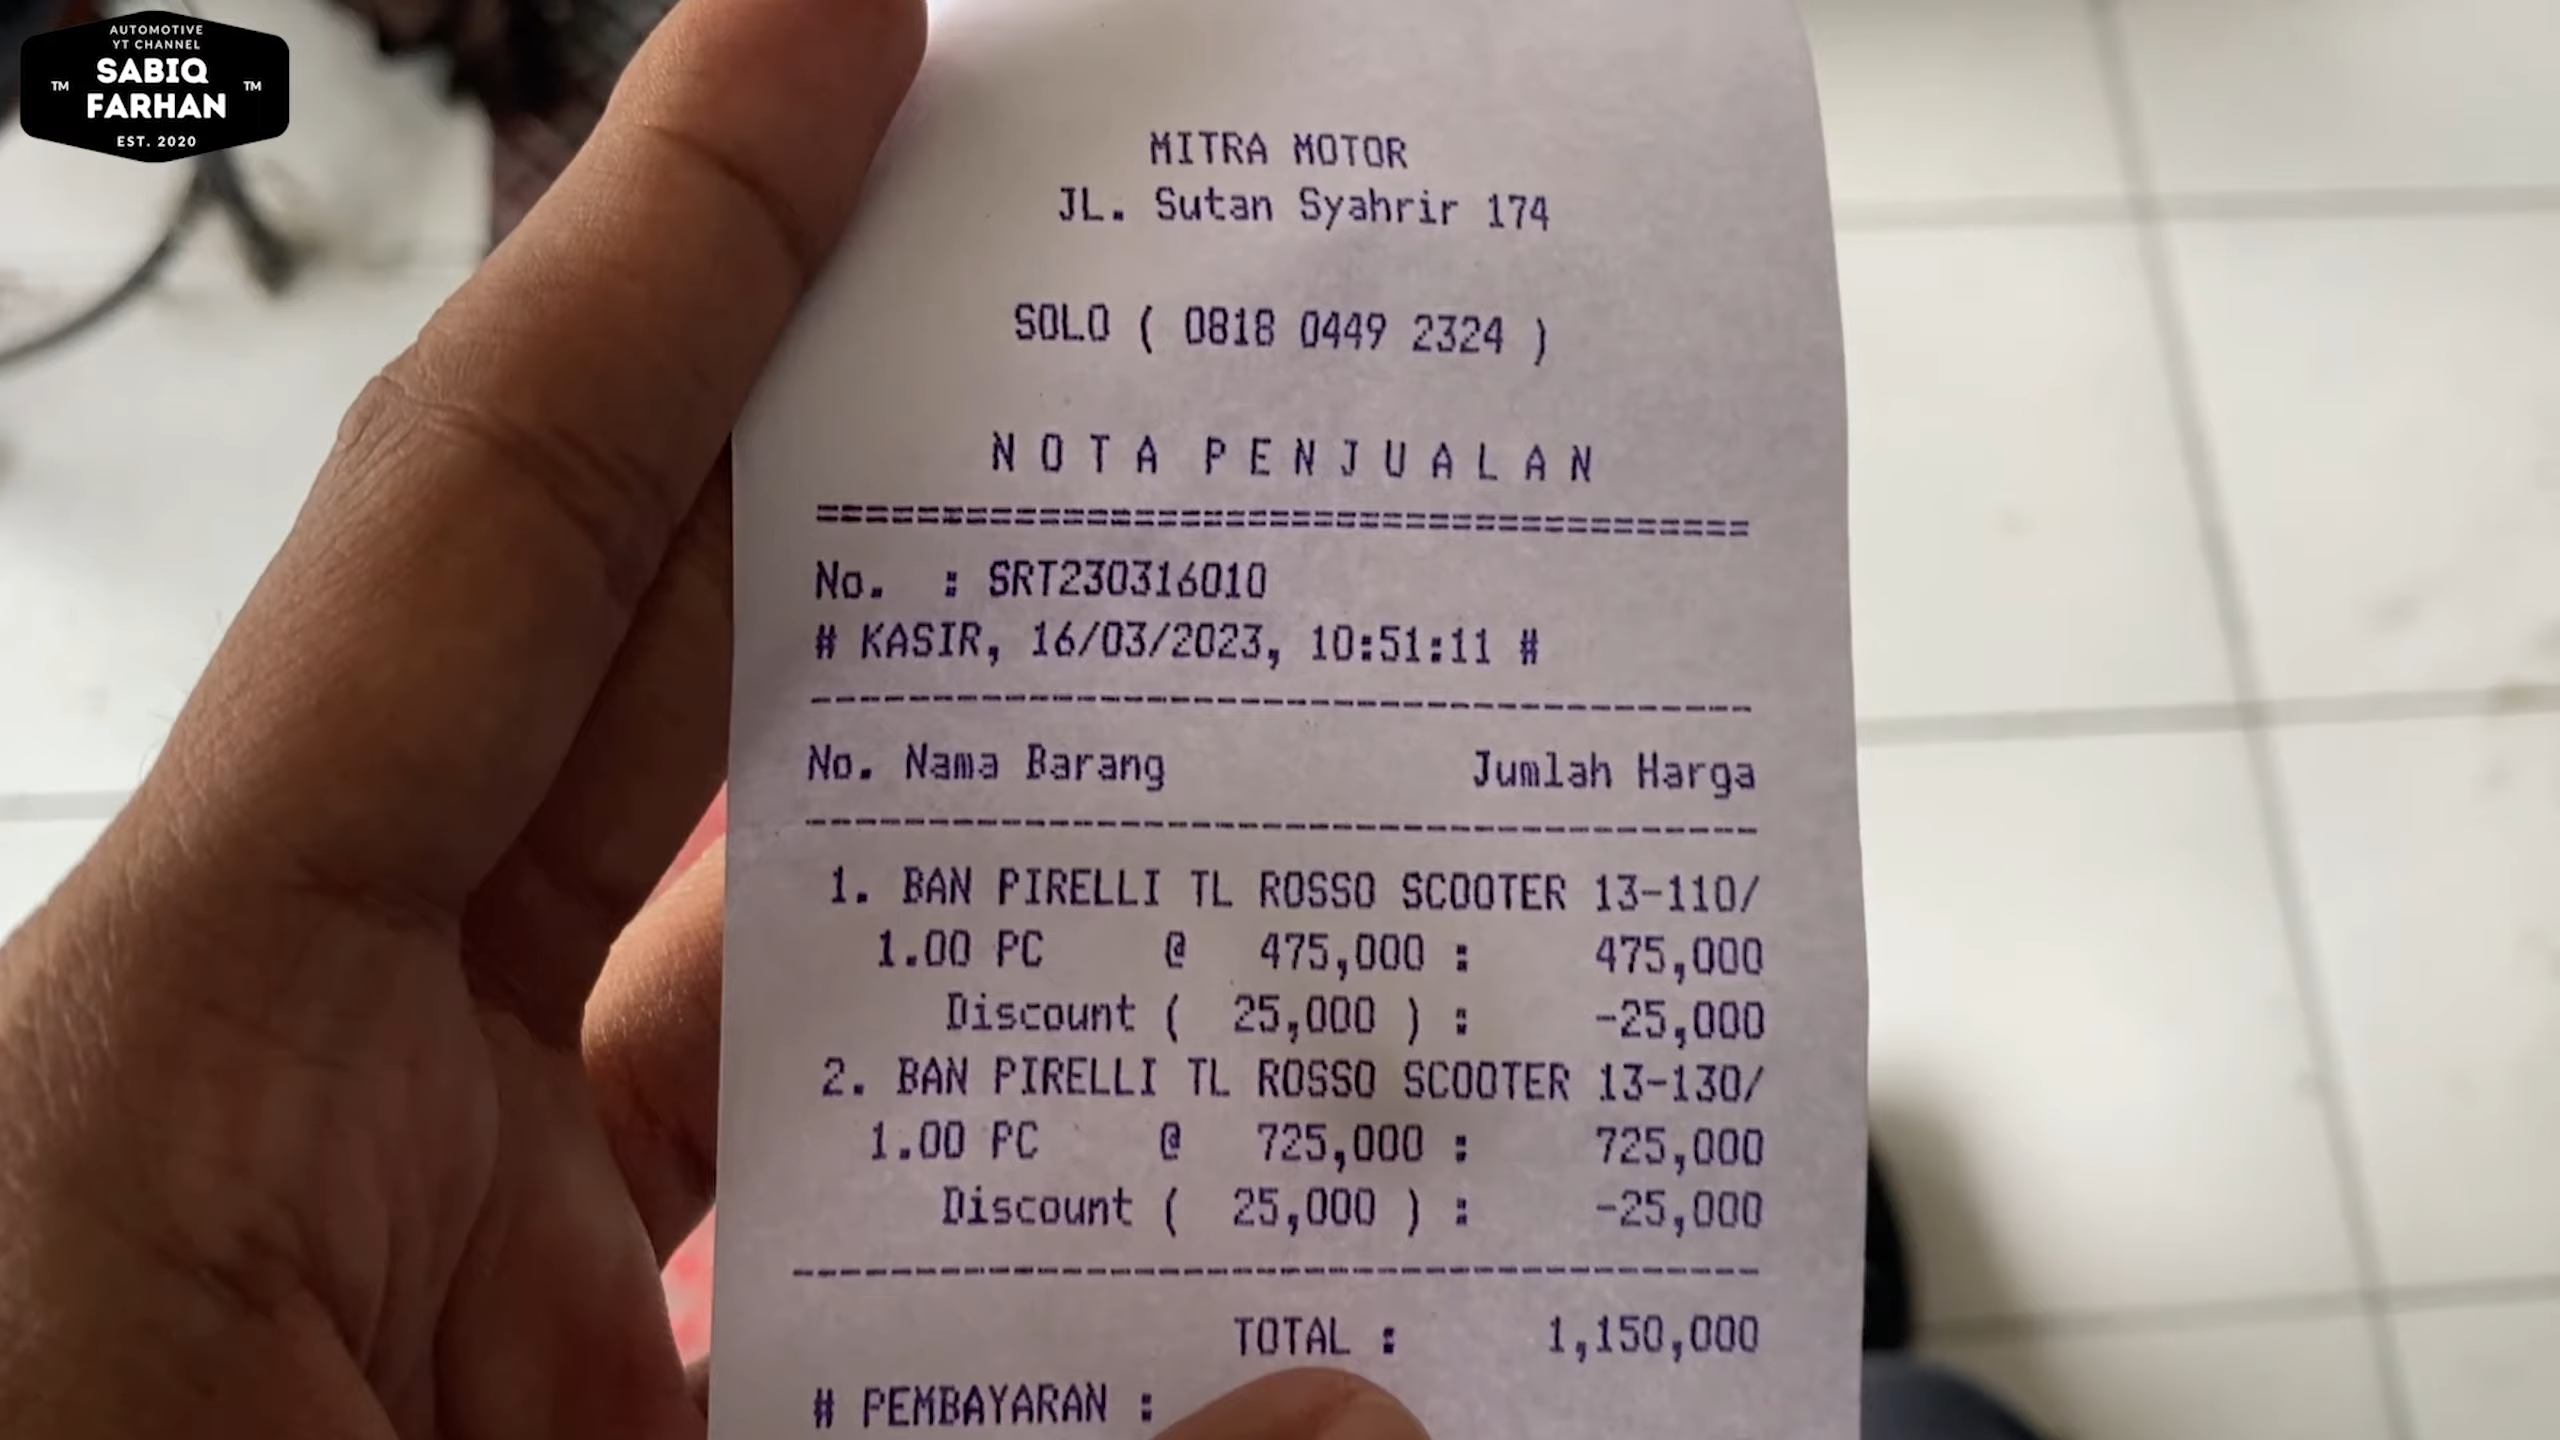 AUTOMOTIVE
YT CHANNEL
TM SABIQ TM
FARHAN
EST. 2020
MITRA MOTOR
JL. Sutan Syahrir 174
SOLO ( 0818 0449 2324 )
N O T A  P E N J U A L A N
=======================================
No.  : SRT230316010
# KASIR, 16/03/2023, 10:51:11 #
---------------------------------------
No. Nama Barang Jumlah Harga
---------------------------------------
1. BAN PIRELLI TL ROSSO SCOOTER 13-110/
1.00 PC @ 475,000 : 475,000
Discount ( 25,000 ) : -25,000
2. BAN PIRELLI TL ROSSO SCOOTER 13-130/
1.00 PC @ 725,000 : 725,000
Discount ( 25,000 ) : -25,000
---------------------------------------
TOTAL : 1,150,000
# PEMBAYARAN :